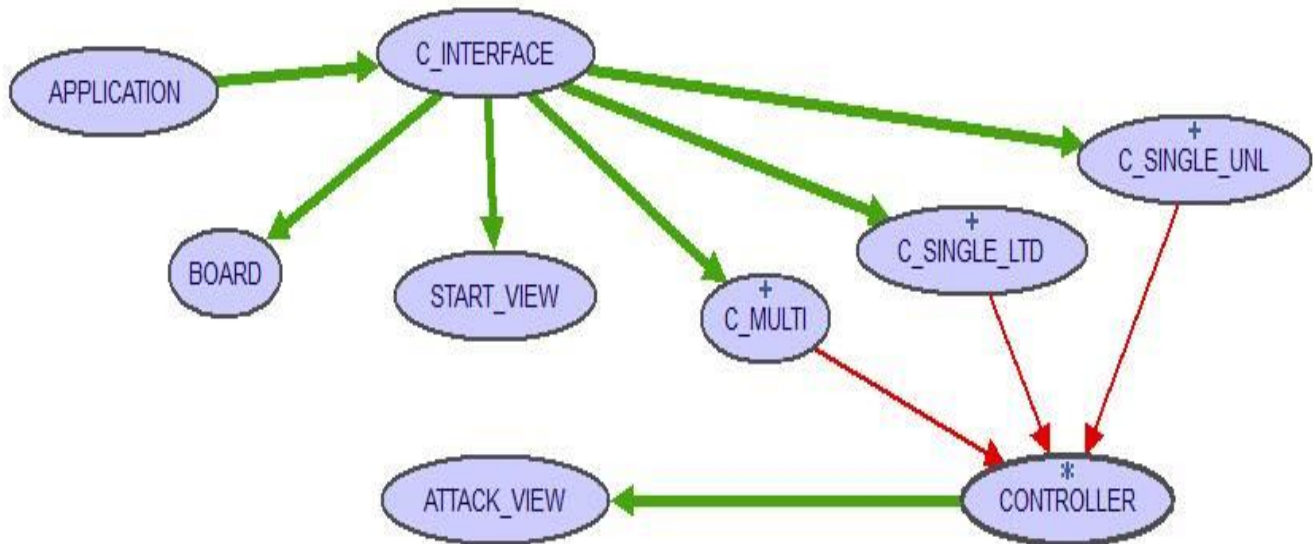 C_INTERFACE
APPLICATION
+
C_SINGLE_UNL
+
C_SINGLE_LTD
BOARD
START_VIEW
+
C_MULTI
*
CONTROLLER
ATTACK_VIEW